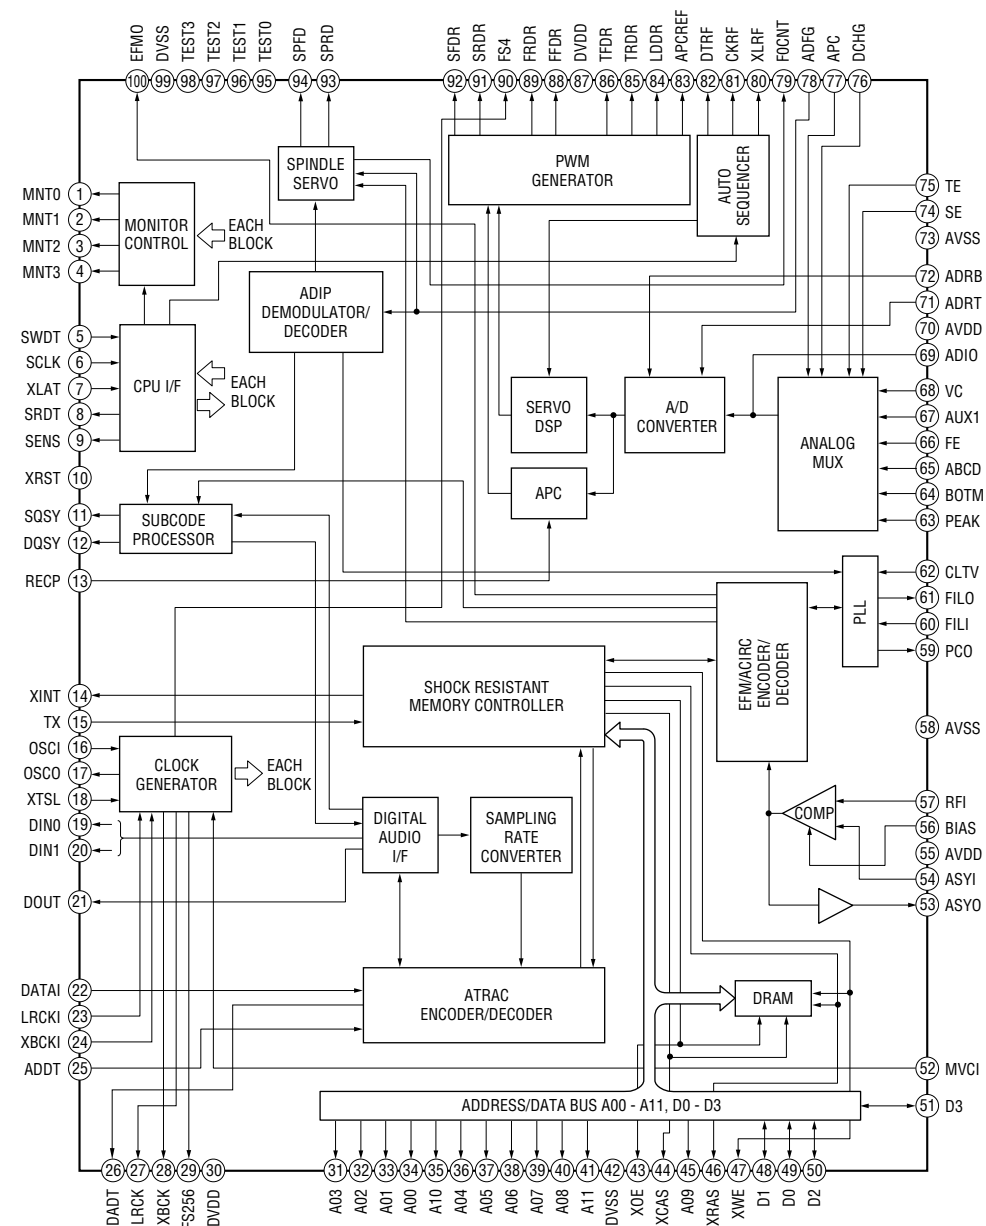 EFMO
DVSS
TEST3
TEST2
TEST1
TEST0
SPFD
SPRD
SFDR
SRDR
FS4
FRDR
FFDR
DVDD
TFDR
TRDR
LDDR
APCREF
DTRF
CKRF
XLRF
F0CNT
ADFG
APC
DCHG
100
99
98
97
96
95
94
93
92
91
90
89
88
87
86
85
84
83
82
81
80
79
78
77
76
MNT0 1
MNT1 2
MNT2 3
MNT3 4
SWDT 5
SCLK 6
XLAT 7
SRDT 8
SENS 9
XRST 10
SQSY 11
DQSY 12
RECP 13
XINT 14
TX 15
OSCI 16
OSCO 17
XTSL 18
DIN0 19
DIN1 20
DOUT 21
DATAI 22
LRCKI 23
XBCKI 24
ADDT 25
SPINDLE
SERVO
PWM
GENERATOR
AUTO
SEQUENCER
MONITOR
CONTROL
EACH
BLOCK
ADIP
DEMODULATOR/
DECODER
CPU I/F
EACH
BLOCK
SERVO
DSP
A/D
CONVERTER
ANALOG
MUX
APC
SUBCODE
PROCESSOR
PLL
EFM/ACIRC
ENCODER/
DECODER
SHOCK RESISTANT
MEMORY CONTROLLER
CLOCK
GENERATOR
EACH
BLOCK
DIGITAL
AUDIO
I/F
SAMPLING
RATE
CONVERTER
COMP
ATRAC
ENCODER/DECODER
DRAM
ADDRESS/DATA BUS A00 - A11, D0 - D3
75 TE
74 SE
73 AVSS
72 ADRB
71 ADRT
70 AVDD
69 ADIO
68 VC
67 AUX1
66 FE
65 ABCD
64 BOTM
63 PEAK
62 CLTV
61 FILO
60 FILI
59 PCO
58 AVSS
57 RFI
56 BIAS
55 AVDD
54 ASYI
53 ASYO
52 MVCI
51 D3
26
27
28
29
30
31
32
33
34
35
36
37
38
39
40
41
42
43
44
45
46
47
48
49
50
DADT
LRCK
XBCK
FS256
DVDD
A03
A02
A01
A00
A10
A04
A05
A06
A07
A08
A11
DVSS
XOE
XCAS
A09
XRAS
XWE
D1
D0
D2